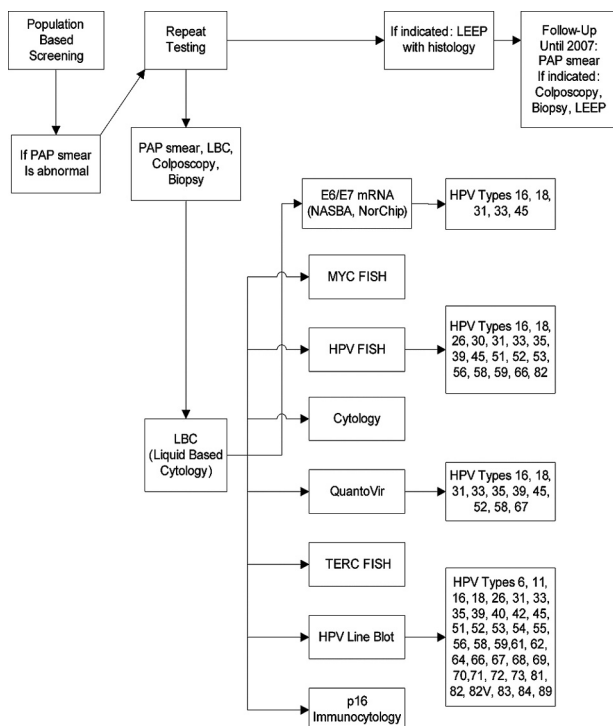 Population
Based
Screening
Repeat
Testing
If indicated: LEEP
with histology
Follow-Up
Until 2007:
PAP smear
If indicated:
Colposcopy,
Biopsy, LEEP
If PAP smear
Is abnormal
PAP smear, LBC,
Colposcopy,
Biopsy
E6/E7 mRNA
(NASBA, NorChip)
HPV Types 16, 18,
31, 33, 45
MYC FISH
HPV FISH
HPV Types 16, 18,
26, 30, 31, 33, 35,
39, 45, 51, 52, 53,
56, 58, 59, 66, 82
Cytology
LBC
(Liquid Based
Cytology)
QuantoVir
HPV Types 16, 18,
31, 33, 35, 39, 45,
52, 58, 67
TERC FISH
HPV Line Blot
HPV Types 6, 11,
16, 18, 26, 31, 33,
35, 39, 40, 42, 45,
51, 52, 53, 54, 55,
56, 58, 59,61, 62,
64, 66, 67, 68, 69,
70,71, 72, 73, 81,
82, 82V, 83, 84, 89
p16
Immunocytology